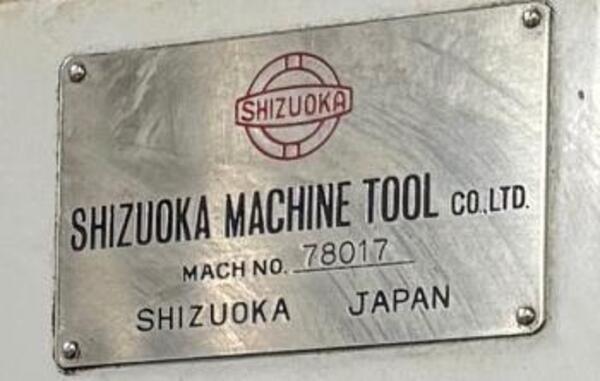 SHIZUOKA
SHIZUOKA MACHINE TOOL CO.,LTD.
MACH NO. 78017
SHIZUOKA JAPAN